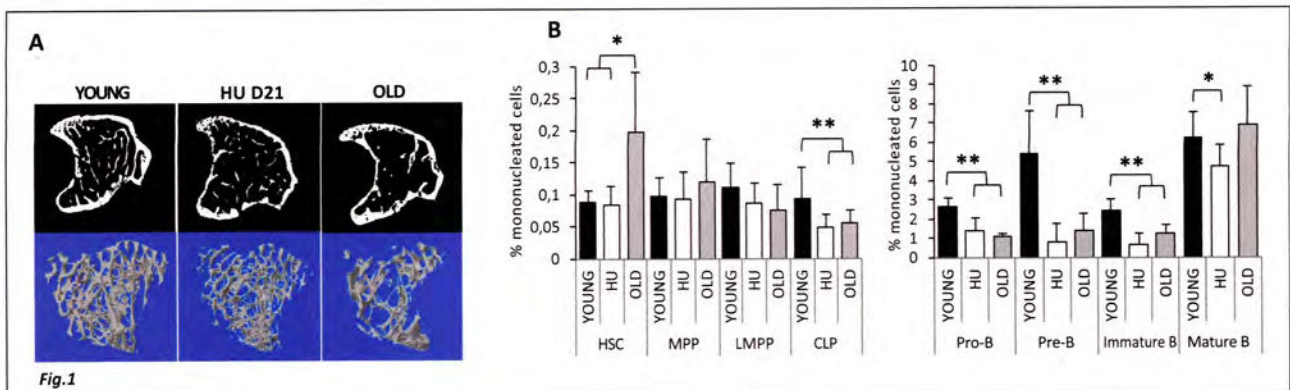 A
YOUNG HU D21 OLD
Fig.1
B
% mononucleated cells
0,3
0,25
0,2
0,15
0,1
0,05
0
*
**
YOUNG HU OLD YOUNG HU OLD YOUNG HU OLD YOUNG HU OLD
HSC MPP LMPP CLP
% mononucleated cells
10
9
8
7
6
5
4
3
2
1
0
**
**
**
*
YOUNG HU OLD YOUNG HU OLD YOUNG HU OLD YOUNG HU OLD
Pro-B Pre-B Immature B Mature B